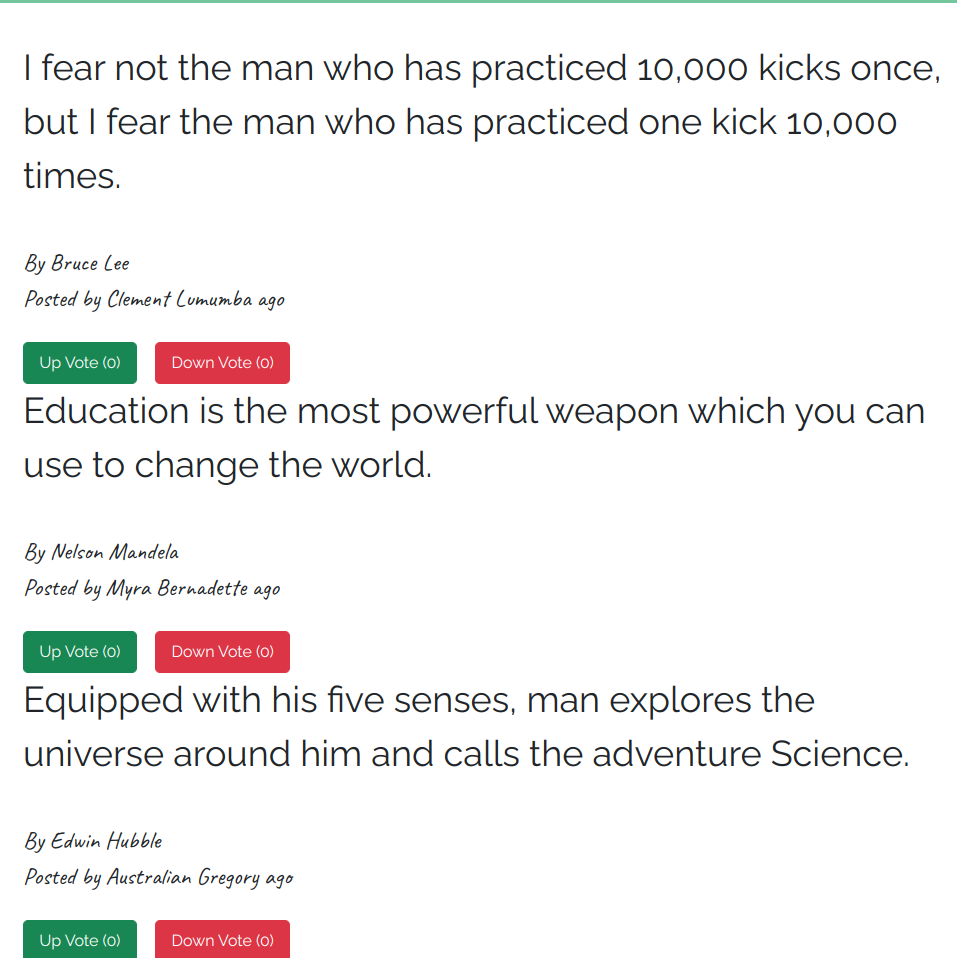 I fear not the man who has practiced 10,000 kicks once,
but I fear the man who has practiced one kick 10,000
times.
By Bruce Lee
Posted by Clement Lumumba ago
Up Vote (0) Down Vote (0)
Education is the most powerful weapon which you can
use to change the world.
By Nelson Mandela
Posted by Myra Bernadette ago
Up Vote (0) Down Vote (0)
Equipped with his five senses, man explores the
universe around him and calls the adventure Science.
By Edwin Hubble
Posted by Australian Gregory ago
Up Vote (0) Down Vote (0)